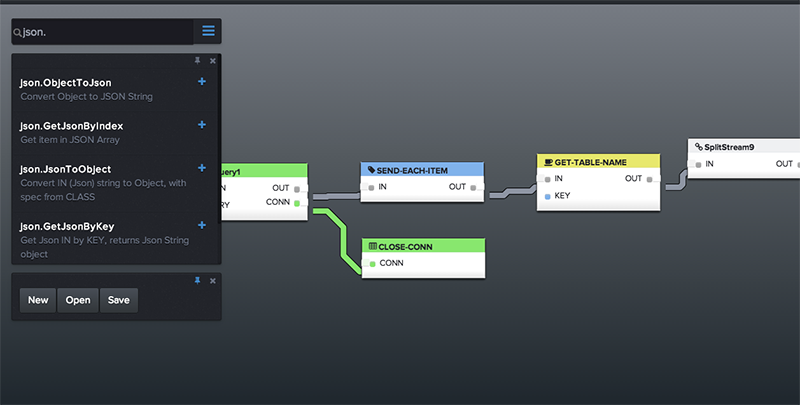 json.
json.ObjectToJson
Convert Object to JSON String
json.GetJsonByIndex
Get item in JSON Array
json.JsonToObject
Convert IN (Json) string to Object, with
spec from CLASS
json.GetJsonByKey
Get Json IN by KEY, returns Json String
object
New Open Save
uery1
N OUT
RY CONN
SEND-EACH-ITEM
IN OUT
CLOSE-CONN
CONN
GET-TABLE-NAME
IN OUT
KEY
SplitStream9
IN OUT